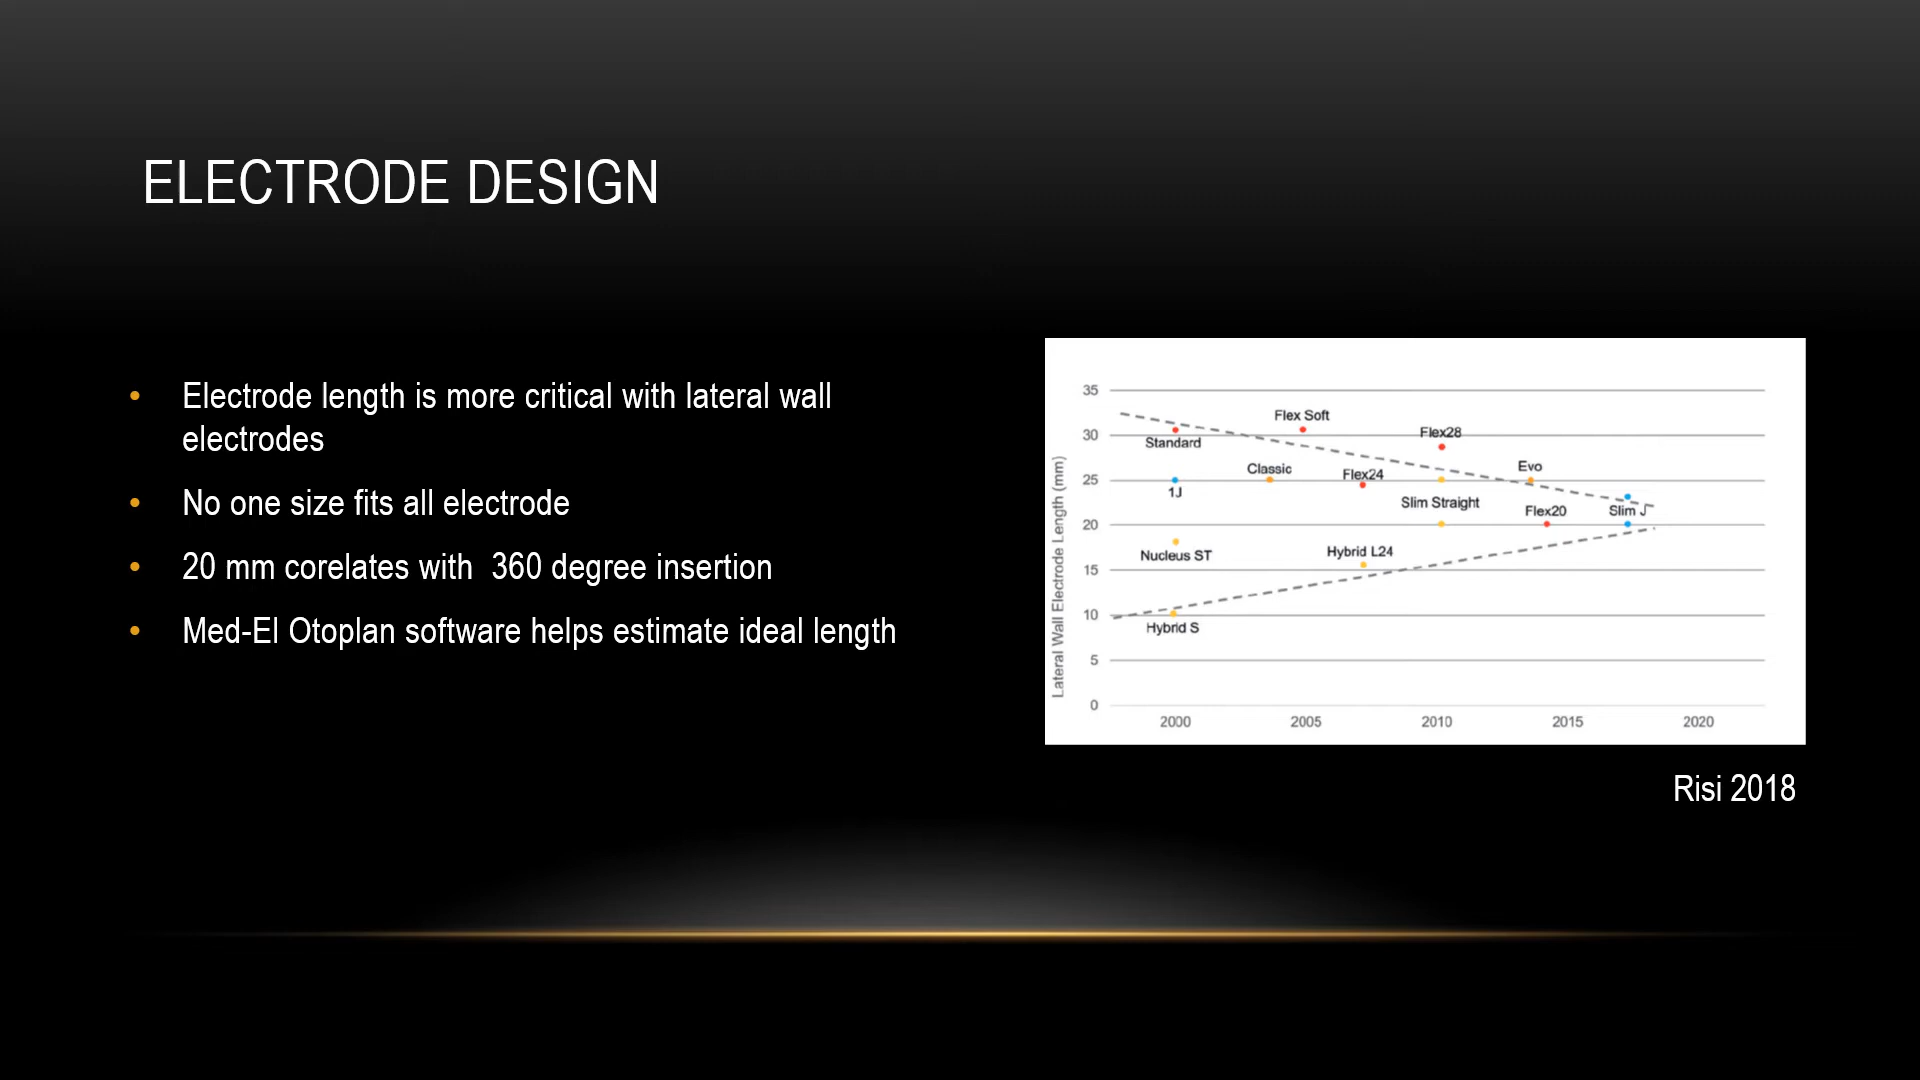 ELECTRODE DESIGN
• Electrode length is more critical with lateral wall
electrodes
• No one size fits all electrode
• 20 mm corelates with  360 degree insertion
• Med-El Otoplan software helps estimate ideal length
Lateral Wall Electrode Length (mm)
35
30
25
20
15
10
5
0
Flex Soft
Flex28
Standard
Classic
Flex24
Evo
1J
Slim Straight
Flex20
Slim J
Nucleus ST
Hybrid L24
Hybrid S
2000 2005 2010 2015 2020
Risi 2018